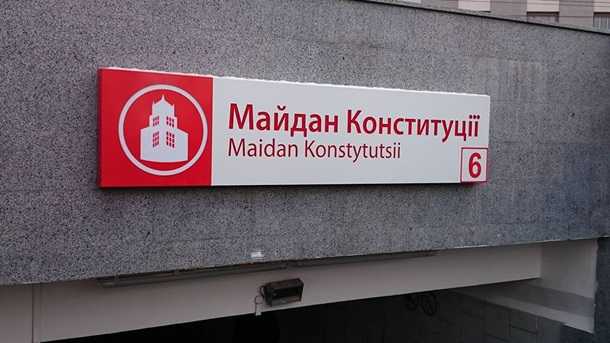 Майдан Конституції
Maidan Konstytutsii
6